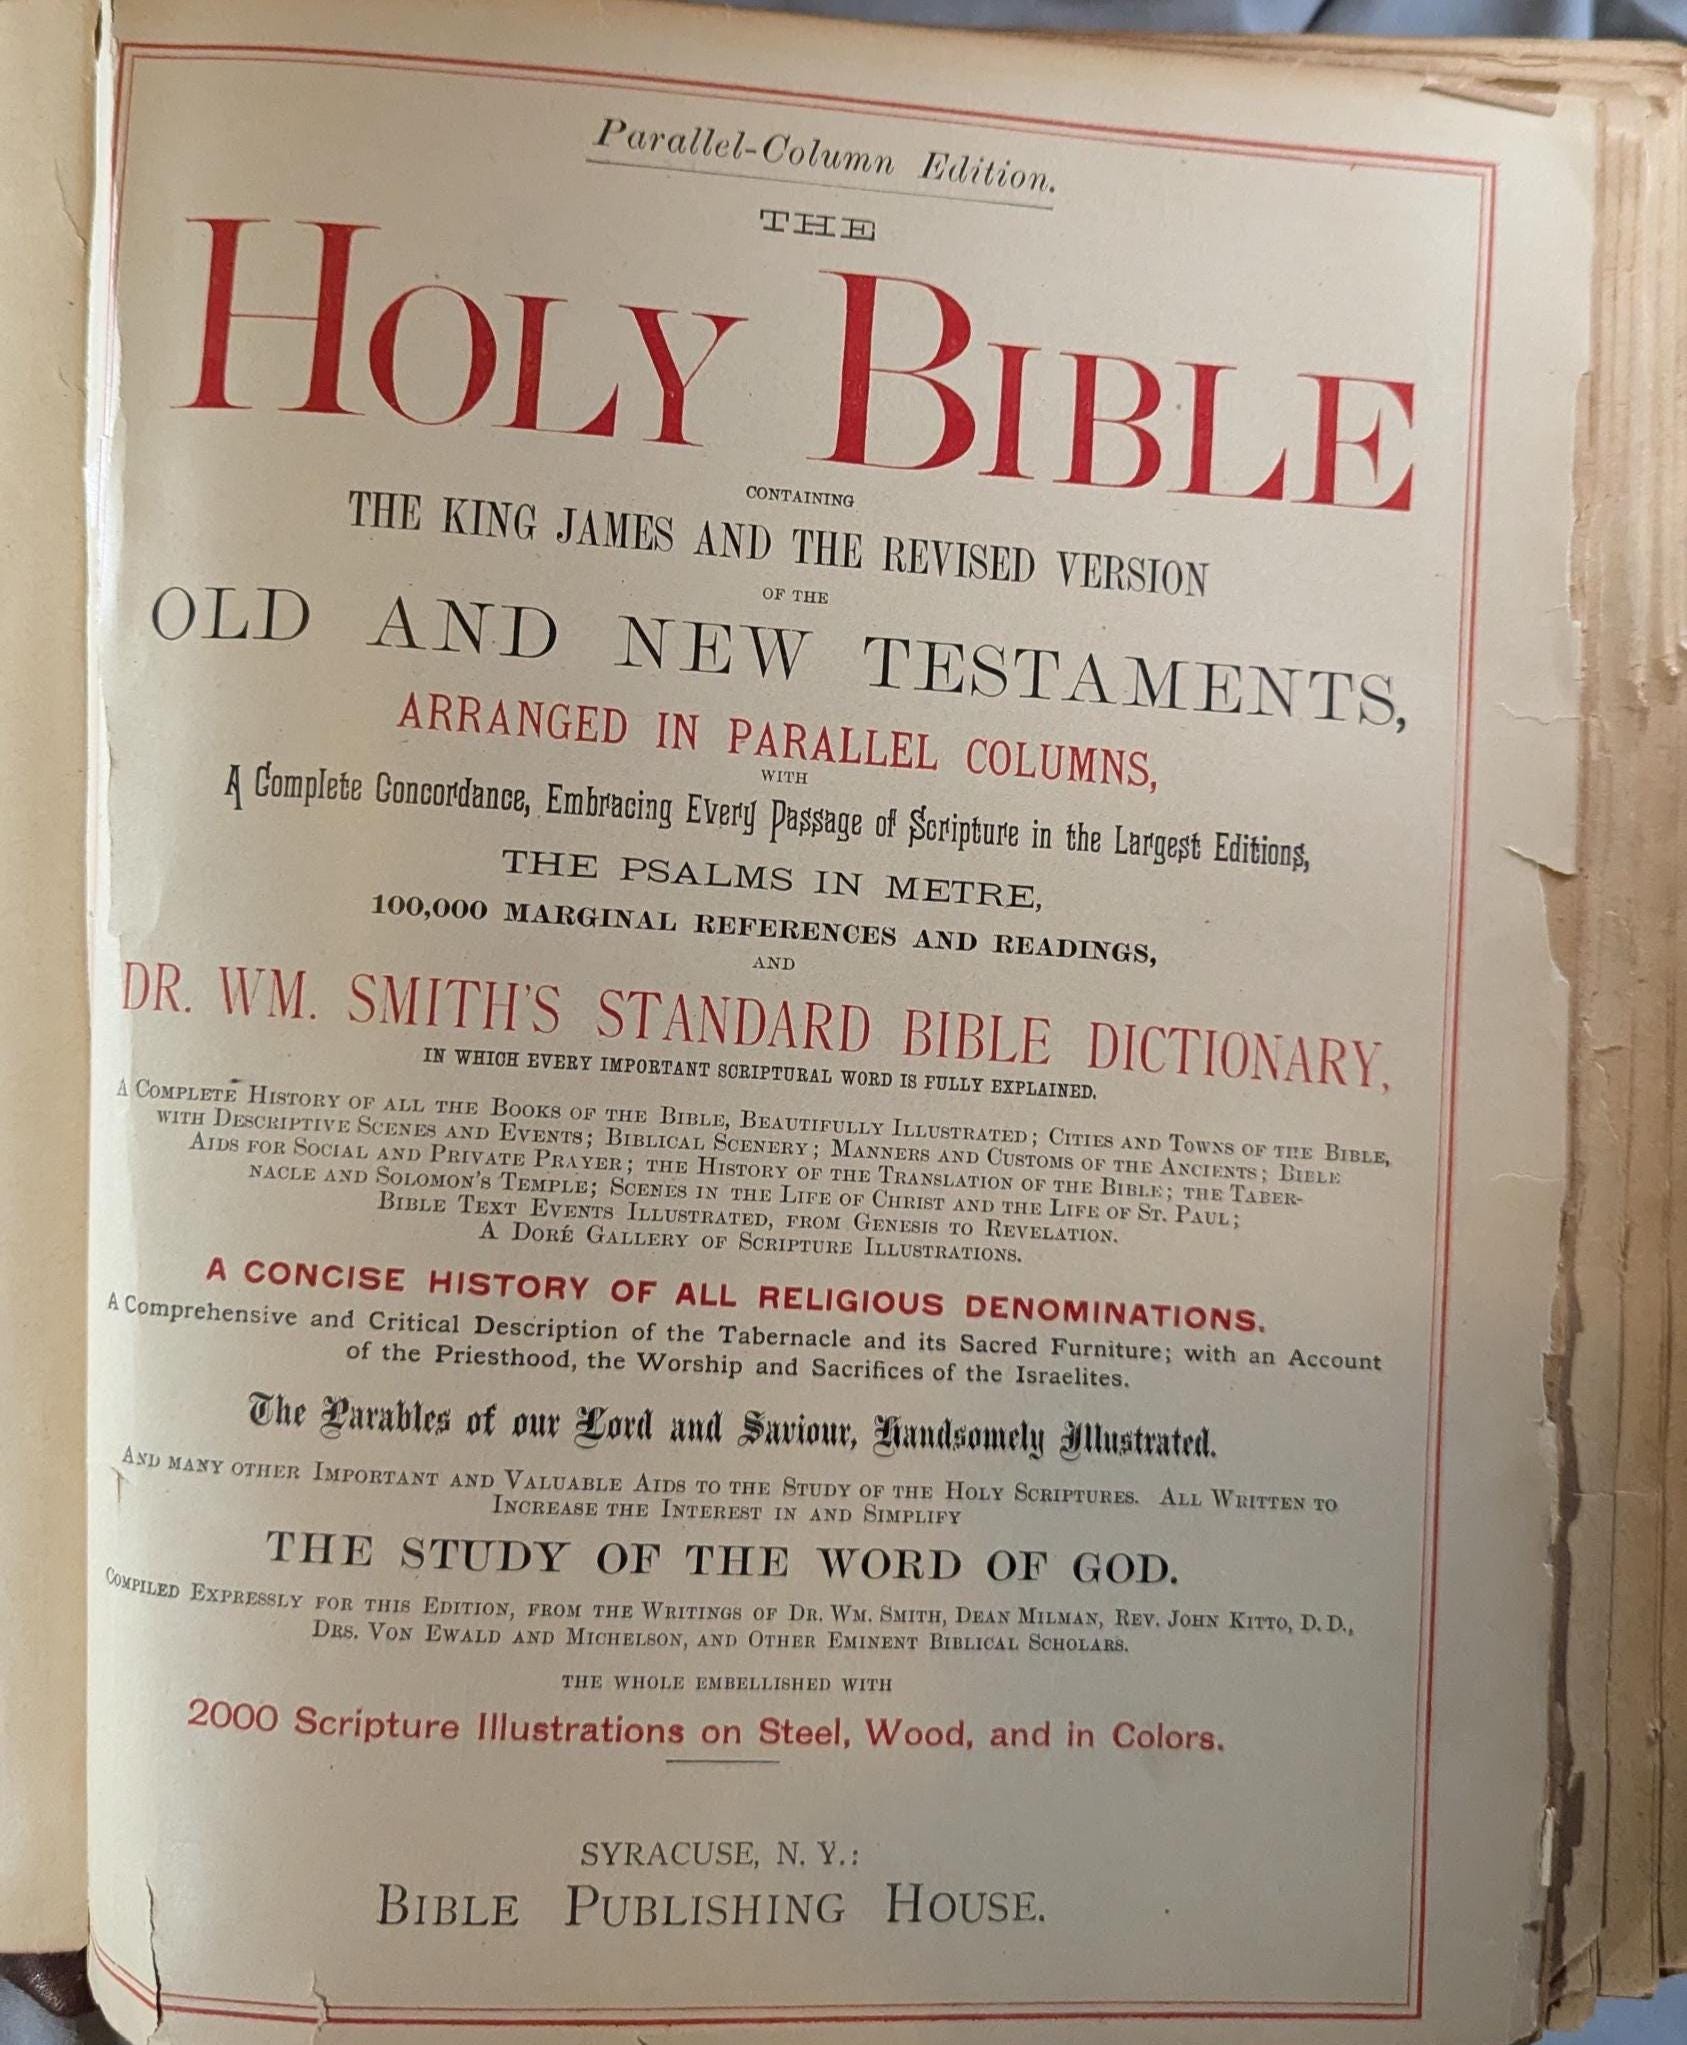 Parallel-Column Edition.
THE
HOLY BIBLE
CONTAINING
THE KING JAMES AND THE REVISED VERSION
OF THE
OLD AND NEW TESTAMENTS,
ARRANGED IN PARALLEL COLUMNS,
WITH
A Complete Concordance, Embracing Every Passage of Scripture in the Largest Editions,
THE PSALMS IN METRE,
100,000 MARGINAL REFERENCES AND READINGS,
AND
DR. WM. SMITH'S STANDARD BIBLE DICTIONARY,
IN WHICH EVERY IMPORTANT SCRIPTURAL WORD IS FULLY EXPLAINED.
A COMPLETE HISTORY OF ALL THE BOOKS OF THE BIBLE, BEAUTIFULLY ILLUSTRATED; CITIES AND TOWNS OF THE BIBLE,
WITH DESCRIPTIVE SCENES AND EVENTS; BIBLICAL SCENERY; MANNERS AND CUSTOMS OF THE ANCIENTS; BIBLE
AIDS FOR SOCIAL AND PRIVATE PRAYER; THE HISTORY OF THE TRANSLATION OF THE BIBLE; THE TABER-
NACLE AND SOLOMON'S TEMPLE; SCENES IN THE LIFE OF CHRIST AND THE LIFE OF ST. PAUL;
BIBLE TEXT EVENTS ILLUSTRATED, FROM GENESIS TO REVELATION.
A DORÉ GALLERY OF SCRIPTURE ILLUSTRATIONS.
A CONCISE HISTORY OF ALL RELIGIOUS DENOMINATIONS.
A Comprehensive and Critical Description of the Tabernacle and its Sacred Furniture; with an Account
of the Priesthood, the Worship and Sacrifices of the Israelites.
The Parables of our Lord and Saviour, Handsomely Illustrated.
AND MANY OTHER IMPORTANT AND VALUABLE AIDS TO THE STUDY OF THE HOLY SCRIPTURES. ALL WRITTEN TO
INCREASE THE INTEREST IN AND SIMPLIFY
THE STUDY OF THE WORD OF GOD.
COMPILED EXPRESSLY FOR THIS EDITION, FROM THE WRITINGS OF DR. WM. SMITH, DEAN MILMAN, REV. JOHN KITTO, D. D.,
DRS. VON EWALD AND MICHELSON, AND OTHER EMINENT BIBLICAL SCHOLARS.
THE WHOLE EMBELLISHED WITH
2000 Scripture Illustrations on Steel, Wood, and in Colors.
SYRACUSE, N. Y.:
BIBLE PUBLISHING HOUSE.